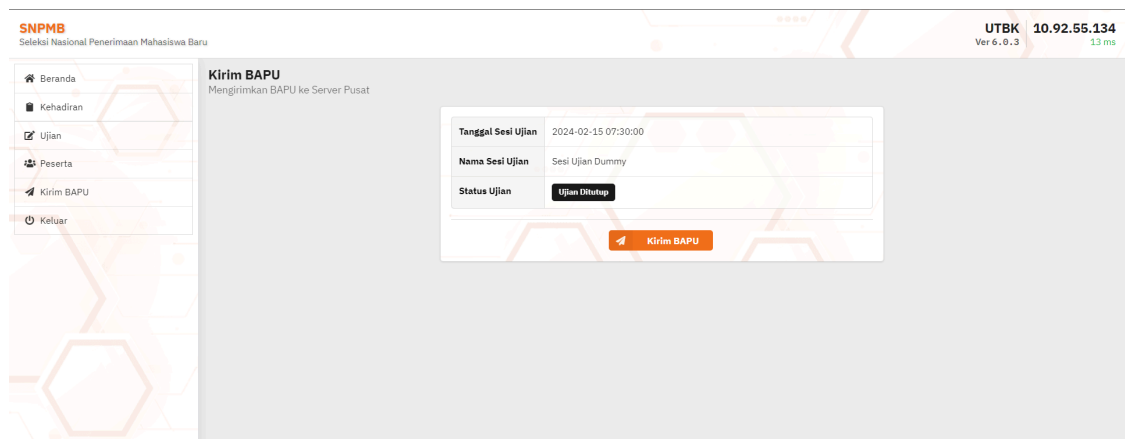 SNPMB
Seleksi Nasional Penerimaan Mahasiswa Baru
UTBK
Ver 6.0.3
10.92.55.134
13 ms
Beranda
Kehadiran
Ujian
Peserta
Kirim BAPU
Keluar
Kirim BAPU
Mengirimkan BAPU ke Server Pusat
Tanggal Sesi Ujian 2024-02-15 07:30:00
Nama Sesi Ujian Sesi Ujian Dummy
Status Ujian Ujian Ditutup
Kirim BAPU